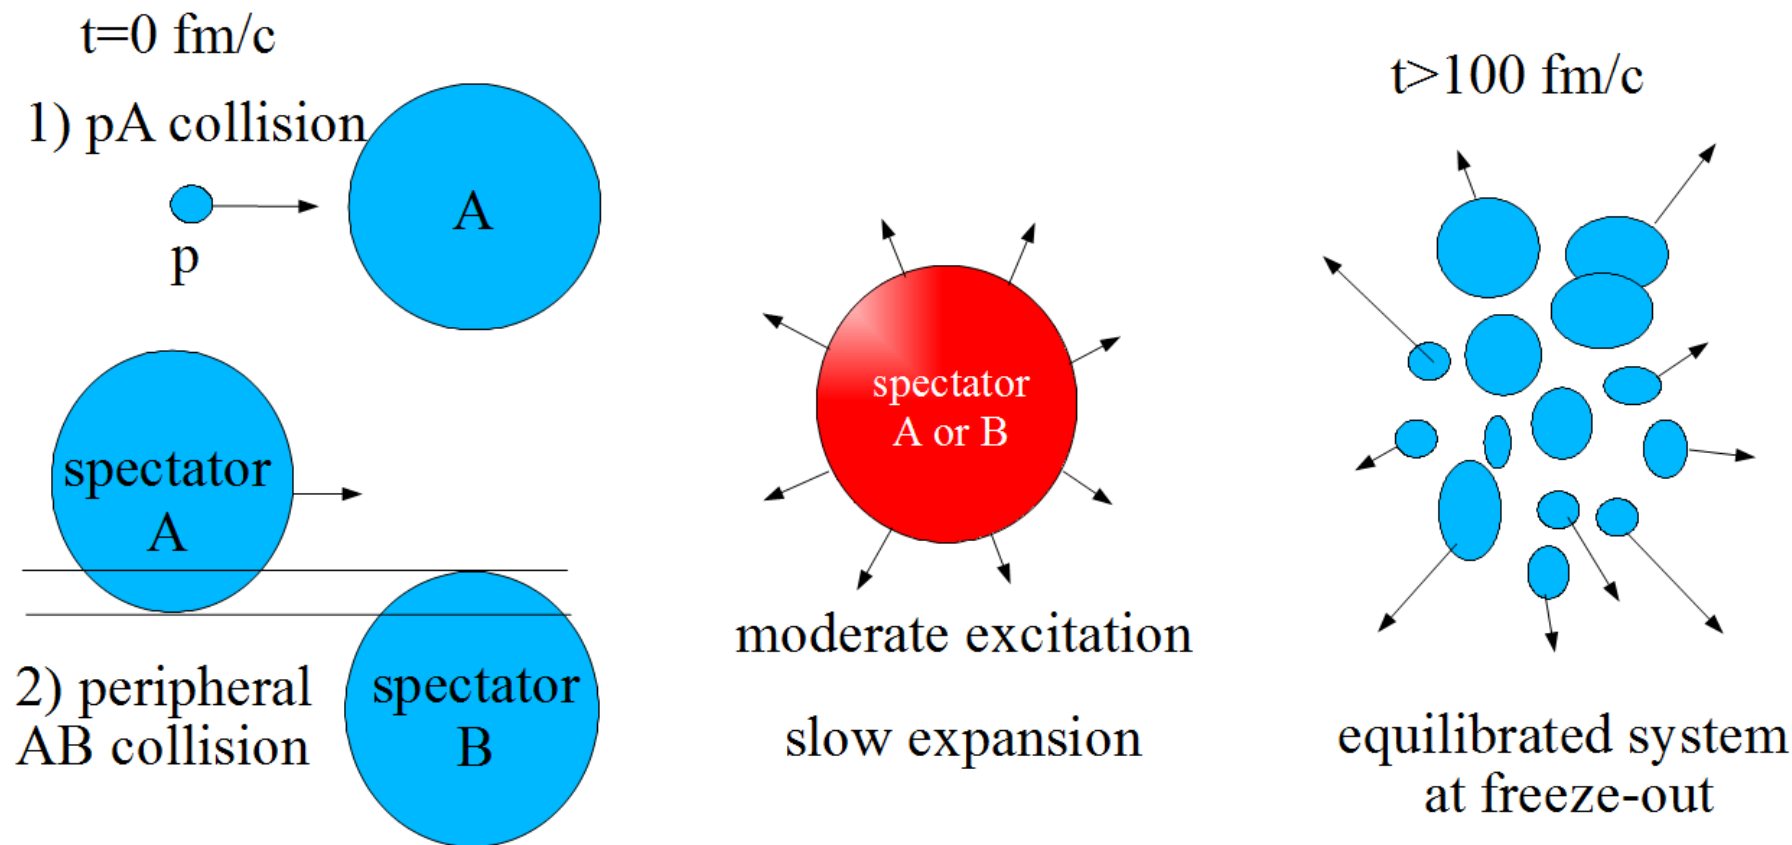 t=0 fm/c
1) pA collision
A
p
spectator
A
2) peripheral
AB collision
spectator
B
spectator
A or B
moderate excitation
slow expansion
t>100 fm/c
equilibrated system
at freeze-out